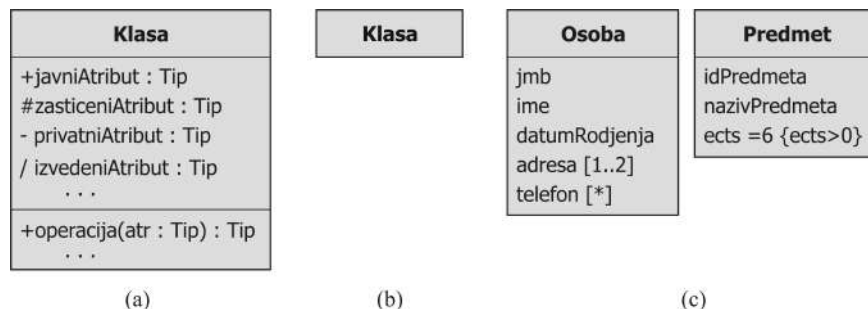 Klasa
+javniAtribut : Tip
#zasticeniAtribut : Tip
- privatniAtribut : Tip
/ izvedeniAtribut : Tip
. . .
+operacija(atr : Tip) : Tip
. . .
(a)
Klasa
(b)
Osoba
jmb
ime
datumRodjenja
adresa [1..2]
telefon [*]
Predmet
idPredmeta
nazivPredmeta
ects =6 {ects>0}
(c)